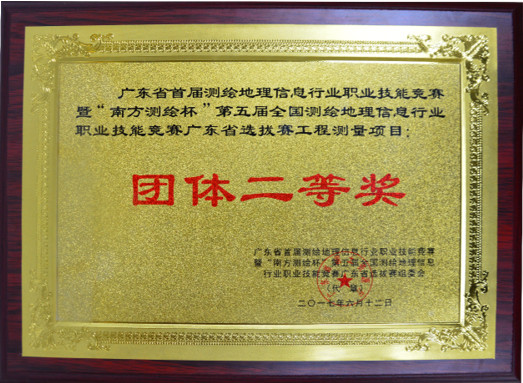 广东省首届测绘地理信息行业职业技能竞赛
暨“南方测绘杯”第五届全国测绘地理信息行业
职业技能竞赛广东省选拔赛工程测量项目：
团体二等奖
广东省首届测绘地理信息行业职业技能竞赛
暨“南方测绘杯”第五届全国测绘地理信息
行业职业技能竞赛广东省选拔赛组委会
（代章）
二〇一七年六月十二日